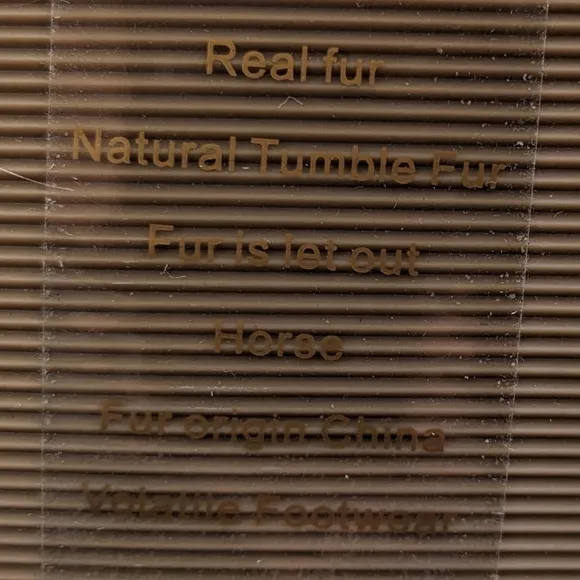 Real fur
Natural Tumble Fur
Fur is let out
Horse
Fur origin China
Volatile Footwear